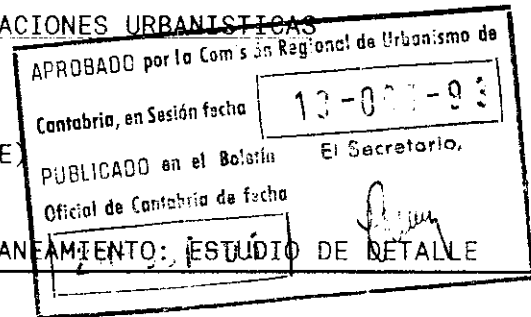 ACIONES URBANISTICAS
APROBADO por la Comisión Regional de Urbanismo de
Cantabria, en Sesión fecha
E)
PUBLICADO en el Boletín
El Secretario,
Oficial de Cantabria de fecha
ANEAMIENTO: ESTUDIO DE DETALLE